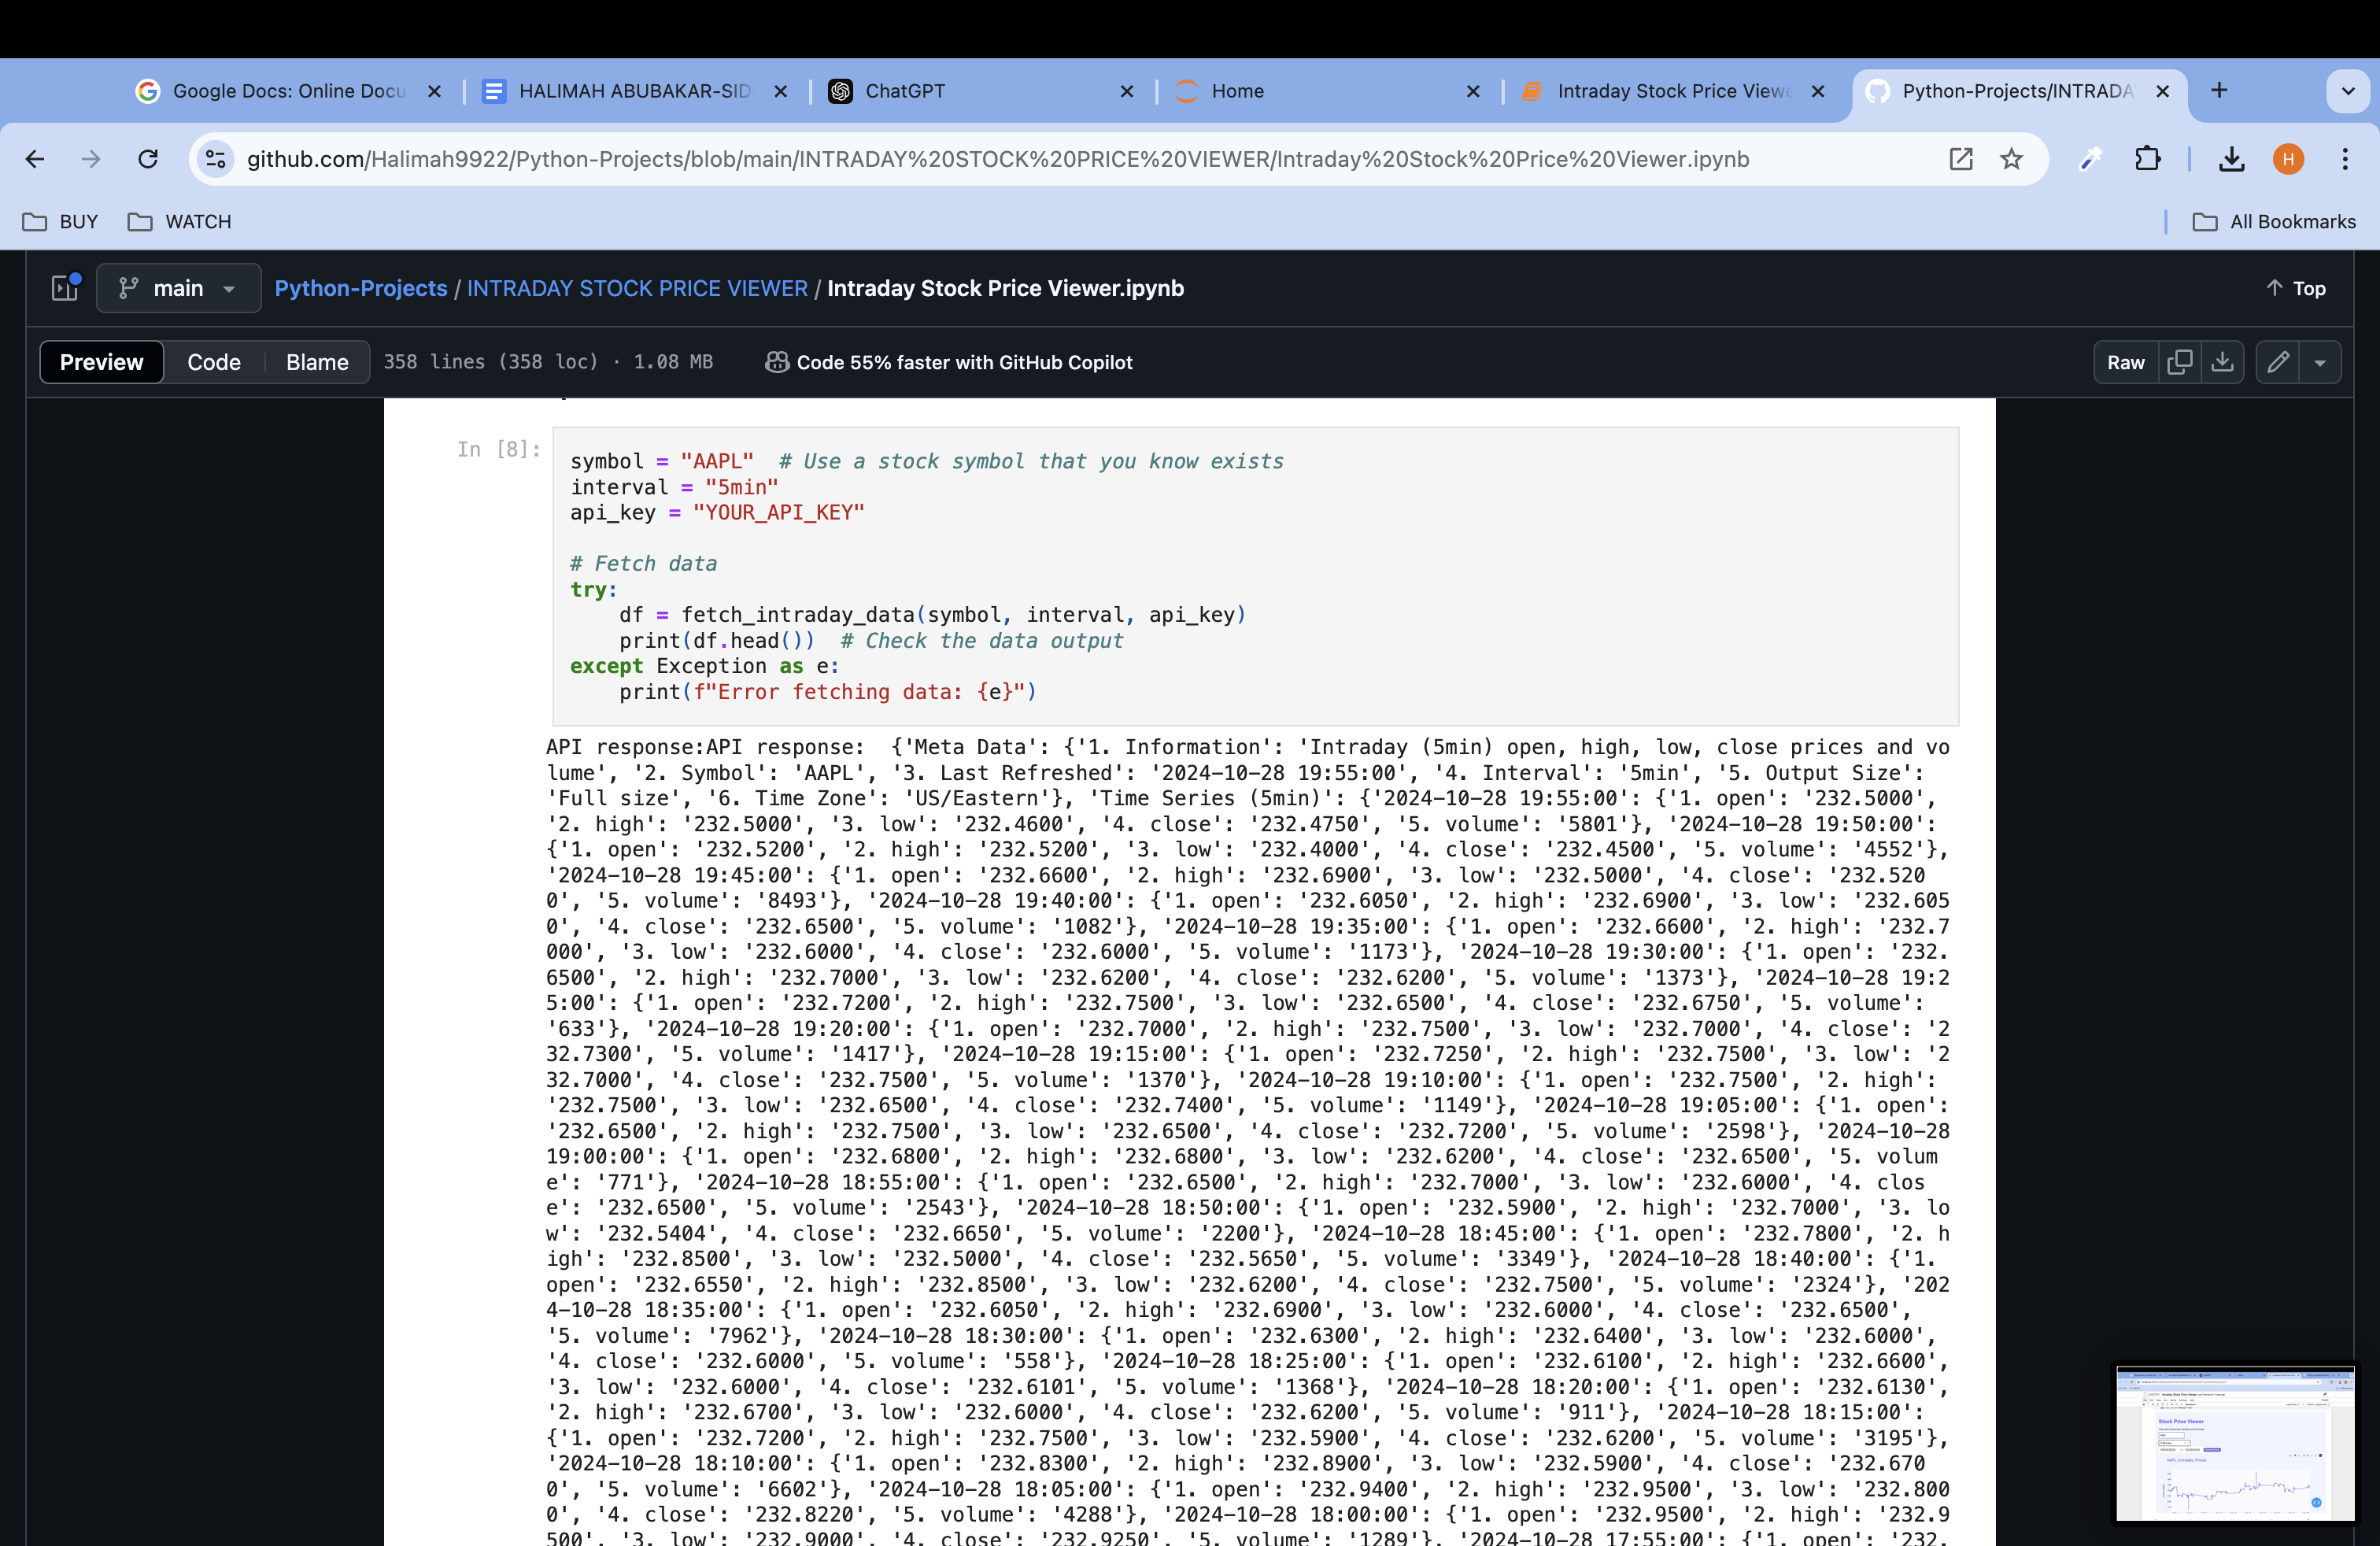 Google Docs: Online Docu
HALIMAH ABUBAKAR-SID
ChatGPT
Home
Intraday Stock Price Viewe
Python-Projects/INTRADA
github.com/Halimah9922/Python-Projects/blob/main/INTRADAY%20STOCK%20PRICE%20VIEWER/Intraday%20Stock%20Price%20Viewer.ipynb
H
BUY
WATCH
All Bookmarks
main
Python-Projects / INTRADAY STOCK PRICE VIEWER / Intraday Stock Price Viewer.ipynb
Top
Preview
Code
Blame
358 lines (358 loc) · 1.08 MB
Code 55% faster with GitHub Copilot
Raw
In [8]:
symbol = "AAPL"  # Use a stock symbol that you know exists
interval = "5min"
api_key = "YOUR_API_KEY"
# Fetch data
try:
    df = fetch_intraday_data(symbol, interval, api_key)
    print(df.head())  # Check the data output
except Exception as e:
    print(f"Error fetching data: {e}")
API response:API response:  {'Meta Data': {'1. Information': 'Intraday (5min) open, high, low, close prices and vo
lume', '2. Symbol': 'AAPL', '3. Last Refreshed': '2024-10-28 19:55:00', '4. Interval': '5min', '5. Output Size':
'Full size', '6. Time Zone': 'US/Eastern'}, 'Time Series (5min)': {'2024-10-28 19:55:00': {'1. open': '232.5000',
'2. high': '232.5000', '3. low': '232.4600', '4. close': '232.4750', '5. volume': '5801'}, '2024-10-28 19:50:00':
{'1. open': '232.5200', '2. high': '232.5200', '3. low': '232.4000', '4. close': '232.4500', '5. volume': '4552'},
'2024-10-28 19:45:00': {'1. open': '232.6600', '2. high': '232.6900', '3. low': '232.5000', '4. close': '232.520
0', '5. volume': '8493'}, '2024-10-28 19:40:00': {'1. open': '232.6050', '2. high': '232.6900', '3. low': '232.605
0', '4. close': '232.6500', '5. volume': '1082'}, '2024-10-28 19:35:00': {'1. open': '232.6600', '2. high': '232.7
000', '3. low': '232.6000', '4. close': '232.6000', '5. volume': '1173'}, '2024-10-28 19:30:00': {'1. open': '232.
6500', '2. high': '232.7000', '3. low': '232.6200', '4. close': '232.6200', '5. volume': '1373'}, '2024-10-28 19:2
5:00': {'1. open': '232.7200', '2. high': '232.7500', '3. low': '232.6500', '4. close': '232.6750', '5. volume':
'633'}, '2024-10-28 19:20:00': {'1. open': '232.7000', '2. high': '232.7500', '3. low': '232.7000', '4. close': '2
32.7300', '5. volume': '1417'}, '2024-10-28 19:15:00': {'1. open': '232.7250', '2. high': '232.7500', '3. low': '2
32.7000', '4. close': '232.7500', '5. volume': '1370'}, '2024-10-28 19:10:00': {'1. open': '232.7500', '2. high':
'232.7500', '3. low': '232.6500', '4. close': '232.7400', '5. volume': '1149'}, '2024-10-28 19:05:00': {'1. open':
'232.6500', '2. high': '232.7500', '3. low': '232.6500', '4. close': '232.7200', '5. volume': '2598'}, '2024-10-28
19:00:00': {'1. open': '232.6800', '2. high': '232.6800', '3. low': '232.6200', '4. close': '232.6500', '5. volum
e': '771'}, '2024-10-28 18:55:00': {'1. open': '232.6500', '2. high': '232.7000', '3. low': '232.6000', '4. clos
e': '232.6500', '5. volume': '2543'}, '2024-10-28 18:50:00': {'1. open': '232.5900', '2. high': '232.7000', '3. lo
w': '232.5404', '4. close': '232.6650', '5. volume': '2200'}, '2024-10-28 18:45:00': {'1. open': '232.7800', '2. h
igh': '232.8500', '3. low': '232.5000', '4. close': '232.5650', '5. volume': '3349'}, '2024-10-28 18:40:00': {'1.
open': '232.6550', '2. high': '232.8500', '3. low': '232.6200', '4. close': '232.7500', '5. volume': '2324'}, '202
4-10-28 18:35:00': {'1. open': '232.6050', '2. high': '232.6900', '3. low': '232.6000', '4. close': '232.6500',
'5. volume': '7962'}, '2024-10-28 18:30:00': {'1. open': '232.6300', '2. high': '232.6400', '3. low': '232.6000',
'4. close': '232.6000', '5. volume': '558'}, '2024-10-28 18:25:00': {'1. open': '232.6100', '2. high': '232.6600',
'3. low': '232.6000', '4. close': '232.6101', '5. volume': '1368'}, '2024-10-28 18:20:00': {'1. open': '232.6130',
'2. high': '232.6700', '3. low': '232.6000', '4. close': '232.6200', '5. volume': '911'}, '2024-10-28 18:15:00':
{'1. open': '232.7200', '2. high': '232.7500', '3. low': '232.5900', '4. close': '232.6200', '5. volume': '3195'},
'2024-10-28 18:10:00': {'1. open': '232.8300', '2. high': '232.8900', '3. low': '232.5900', '4. close': '232.670
0', '5. volume': '6602'}, '2024-10-28 18:05:00': {'1. open': '232.9400', '2. high': '232.9500', '3. low': '232.800
0', '4. close': '232.8220', '5. volume': '4288'}, '2024-10-28 18:00:00': {'1. open': '232.9500', '2. high': '232.9
500', '3. low': '232.9000', '4. close': '232.9250', '5. volume': '1289'}, '2024-10-28 17:55:00': {'1. open': '232.
Stock Price Viewer
AAPL Intraday Prices